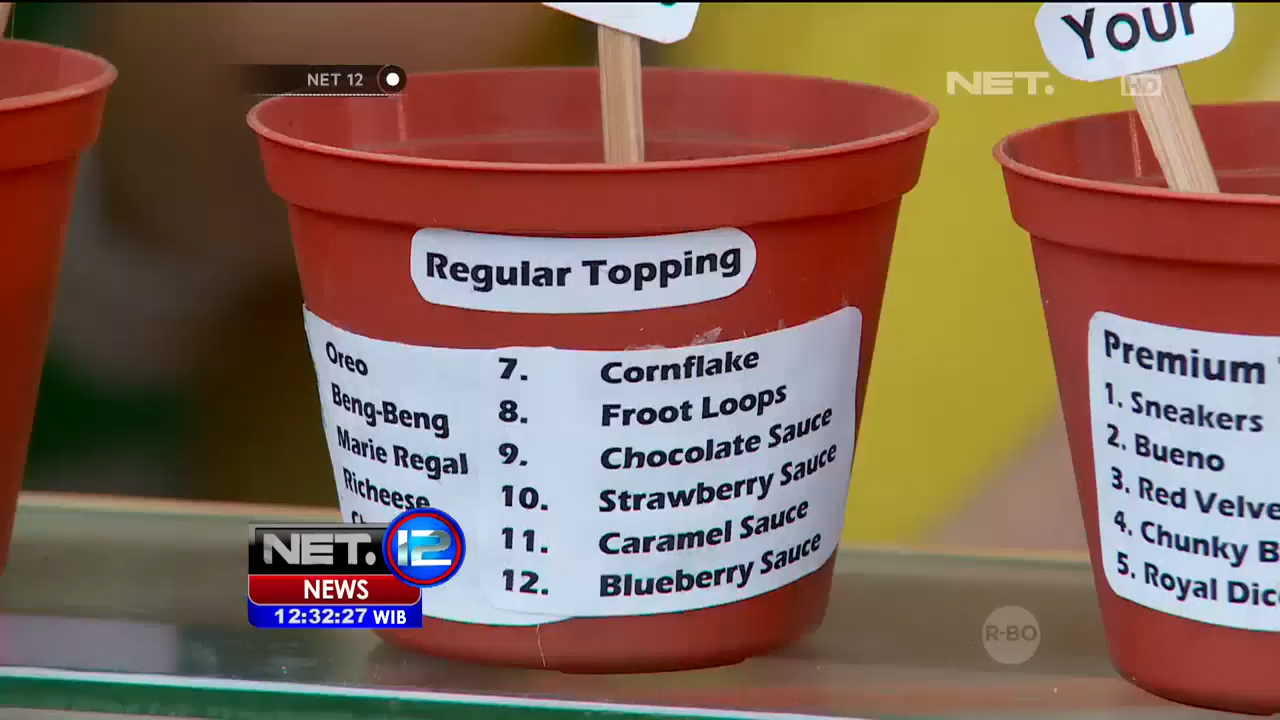 NET 12
NET.
HD
Your
Regular Topping
Oreo
Beng-Beng
Marie Regal
Richeese
7. Cornflake
8. Froot Loops
9. Chocolate Sauce
10. Strawberry Sauce
11. Caramel Sauce
12. Blueberry Sauce
Premium
1. Sneakers
2. Bueno
3. Red Velve
4. Chunky B
5. Royal Dic
NET. 12
NEWS
12:32:27 WIB
R-BO